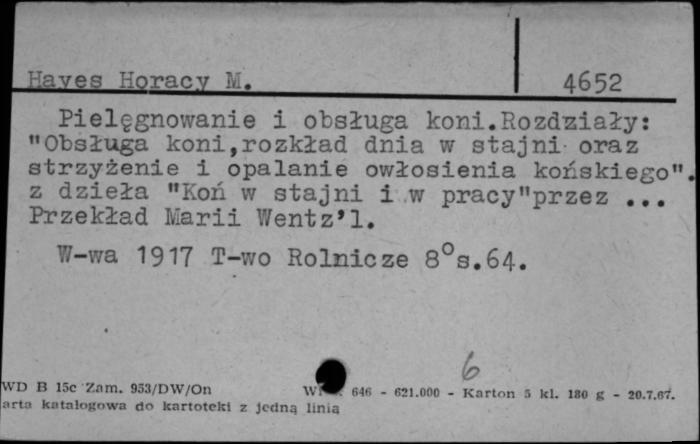 Hayes Horacy M. 4652
Pielęgnowanie i obsługa koni.Rozdziały:
"Obsługa koni,rozkład dnia w stajni oraz
strzyżenie i opalanie owłosienia końskiego".
z dzieła "Koń w stajni i w pracy"przez ...
Przekład Marii Wentz'l.
W-wa 1917 T-wo Rolnicze 8°s.64.
6
WD B 15c Zam. 953/DW/On 646 - 621.000 - Karton 5 kl. 180 g - 20.7.67.
arta katalogowa do kartoteki z jedną linią